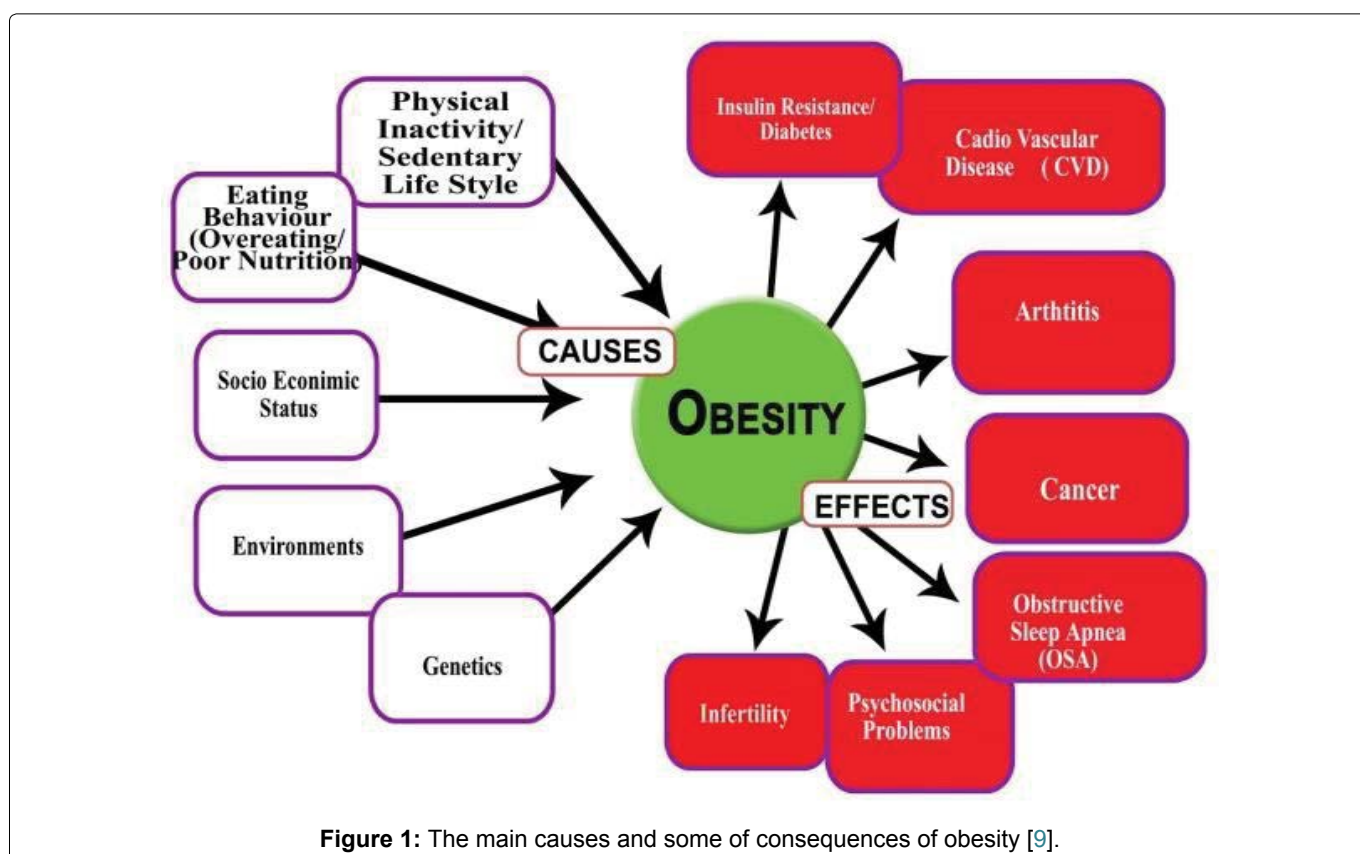 Physical
Inactivity/
Sedentary
Life Style
Eating
Behaviour
(Overeating/
Poor Nutrition)
Socio Econimic
Status
Environments
Genetics
CAUSES
OBESITY
EFFECTS
Insulin Resistance/
Diabetes
Cadio Vascular
Disease ( CVD)
Arthtitis
Cancer
Obstructive
Sleep Apnea
(OSA)
Psychosocial
Problems
Infertility
Figure 1: The main causes and some of consequences of obesity [9].